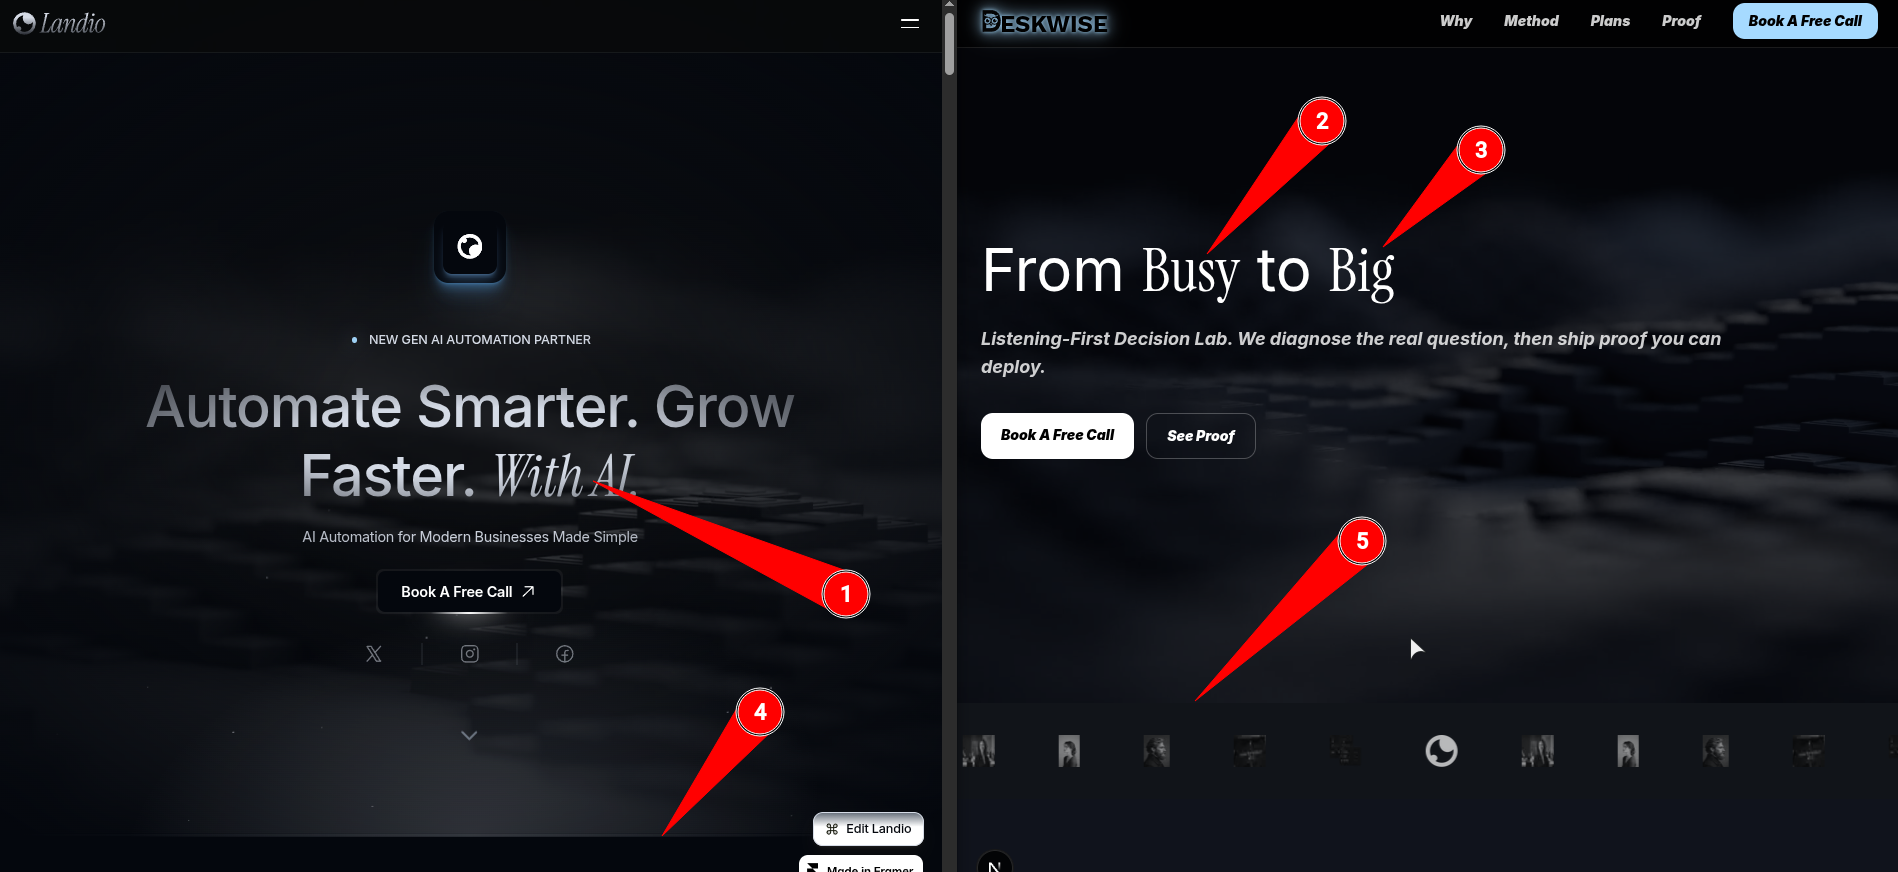 Landio
NEW GEN AI AUTOMATION PARTNER
Automate Smarter. Grow
Faster. With AI.
AI Automation for Modern Businesses Made Simple
Book A Free Call
1
4
Edit Landio
Made in Framer
DESKWISE
Why
Method
Plans
Proof
Book A Free Call
2
3
From Busy to Big
Listening-First Decision Lab. We diagnose the real question, then ship proof you can
deploy.
Book A Free Call
See Proof
5
N